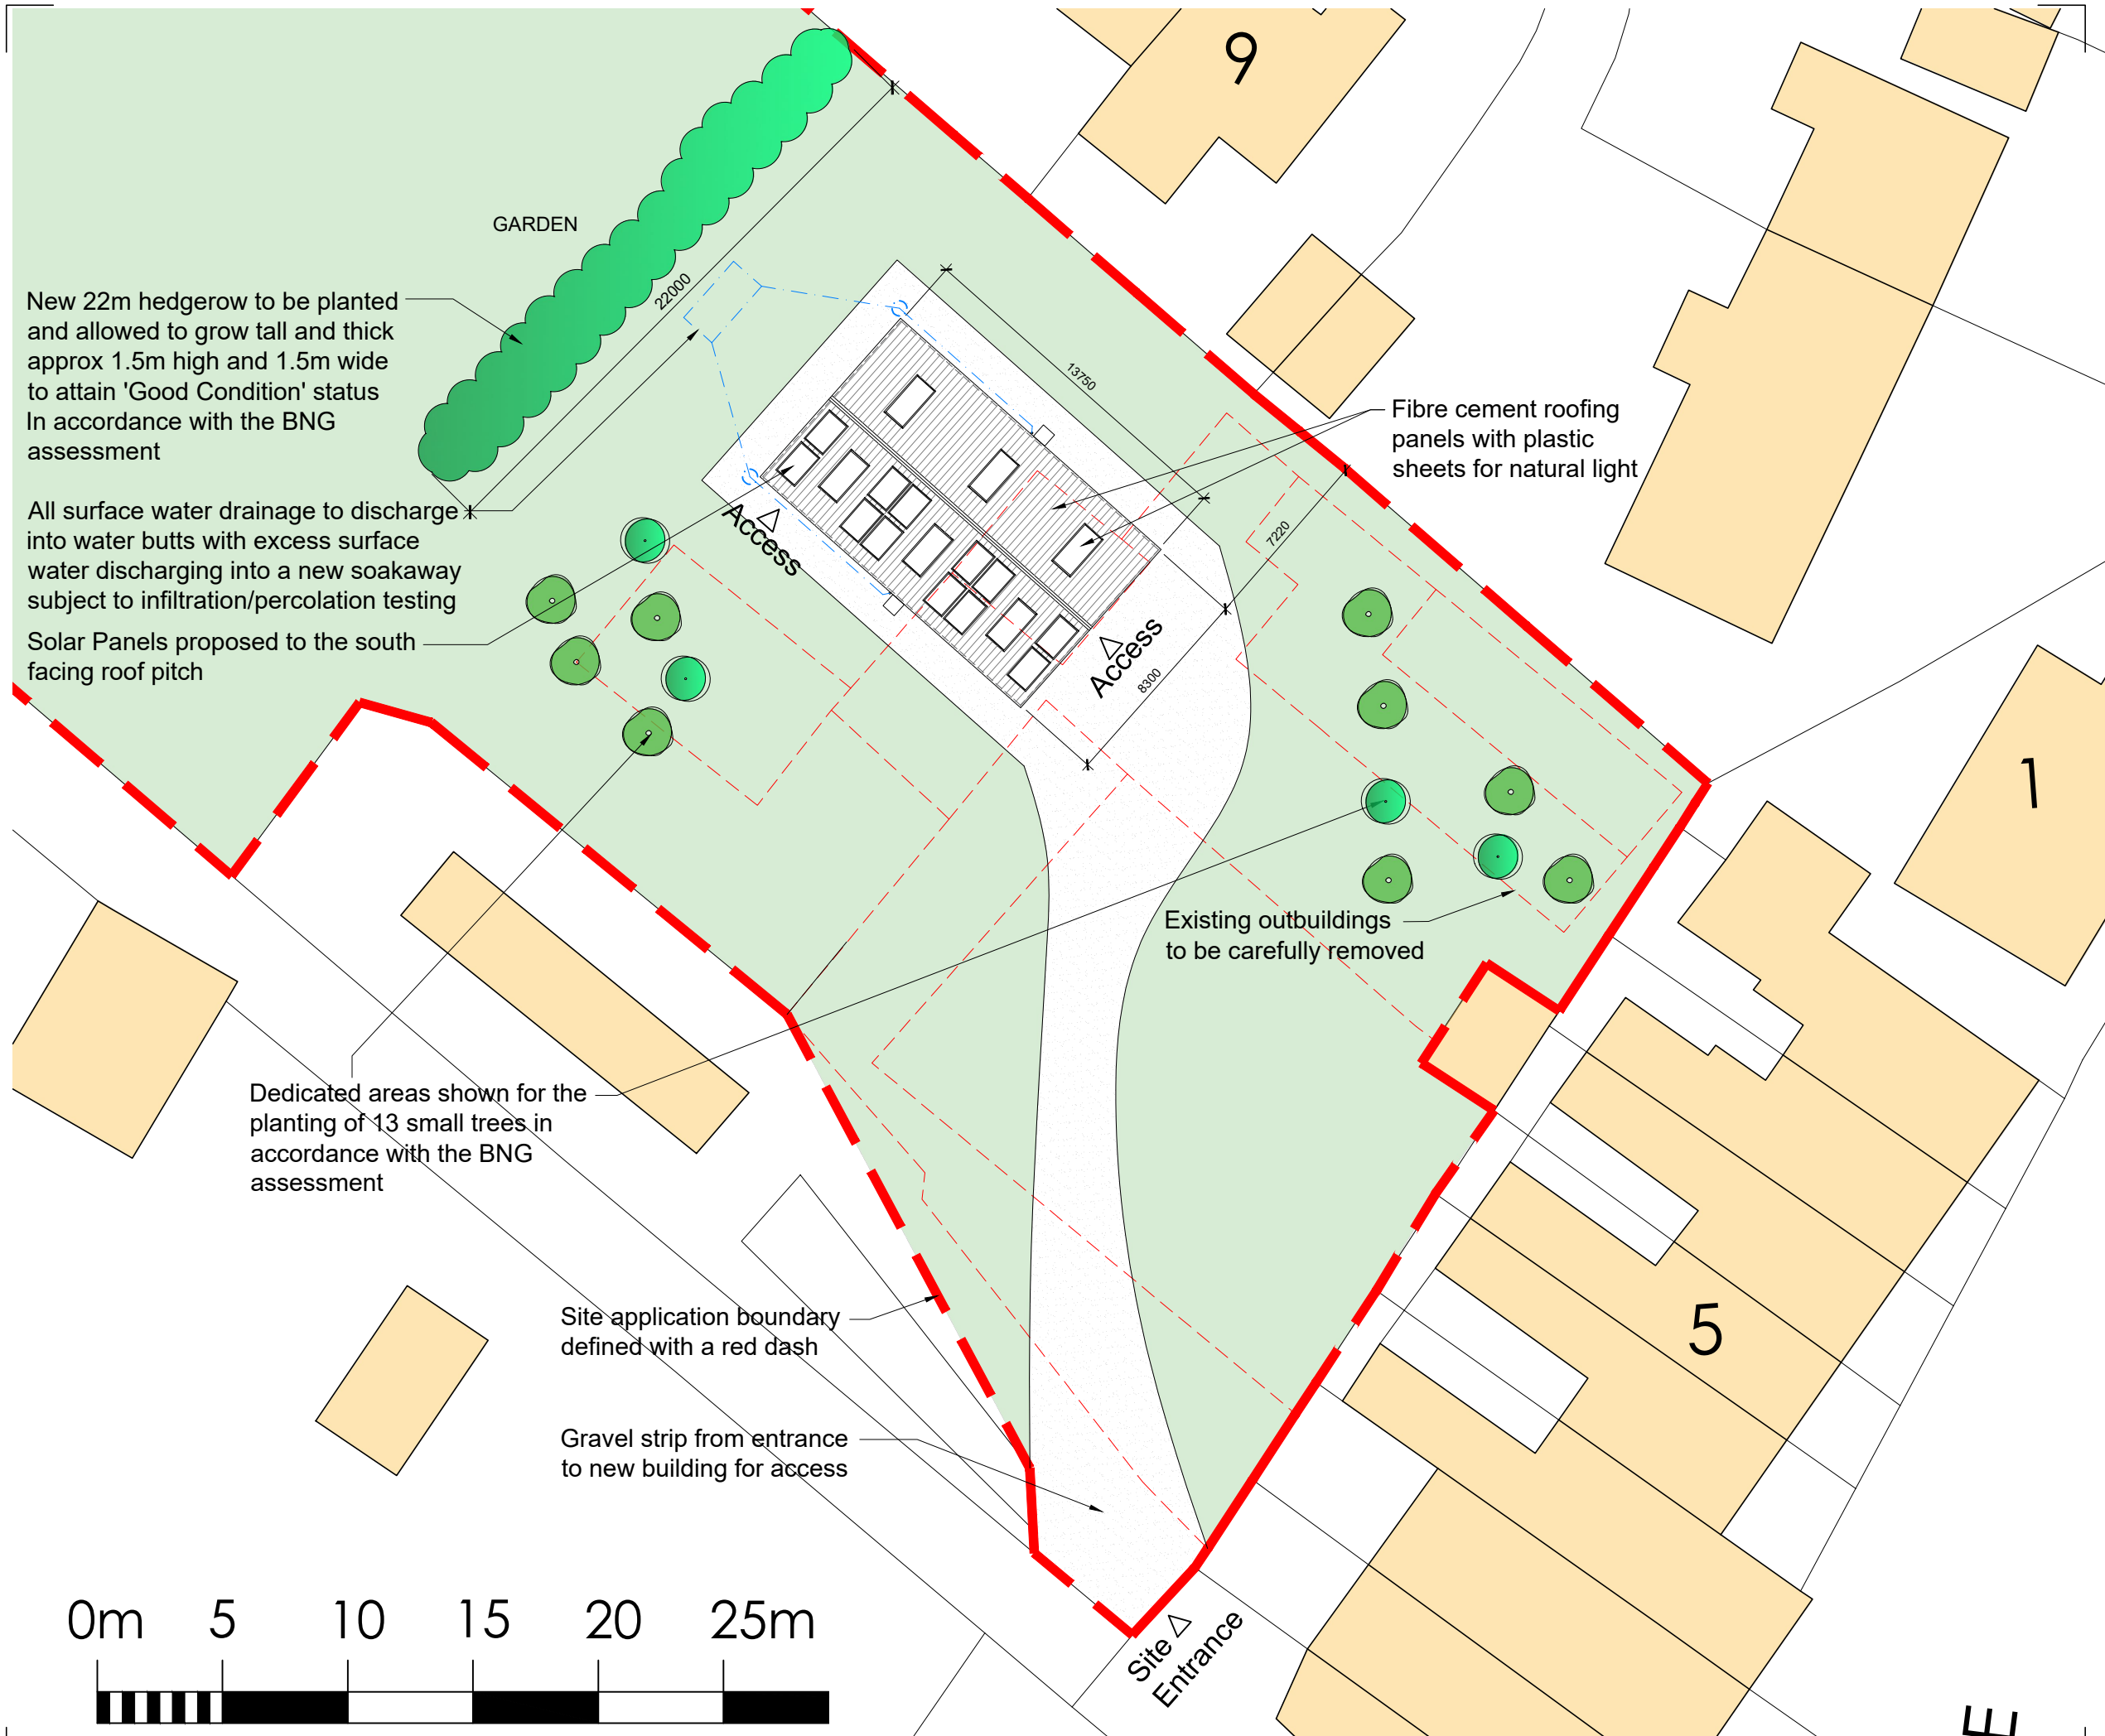 9
GARDEN
22000
New 22m hedgerow to be planted
and allowed to grow tall and thick
approx 1.5m high and 1.5m wide
to attain 'Good Condition' status
In accordance with the BNG
assessment
13750
Fibre cement roofing
panels with plastic
sheets for natural light
All surface water drainage to discharge
into water butts with excess surface
water discharging into a new soakaway
subject to infiltration/percolation testing
Access
7220
Solar Panels proposed to the south
facing roof pitch
Access
8300
1
Existing outbuildings
to be carefully removed
Dedicated areas shown for the
planting of 13 small trees in
accordance with the BNG
assessment
Site application boundary
defined with a red dash
5
Gravel strip from entrance
to new building for access
0m 5 10 15 20 25m
Site
Entrance
E